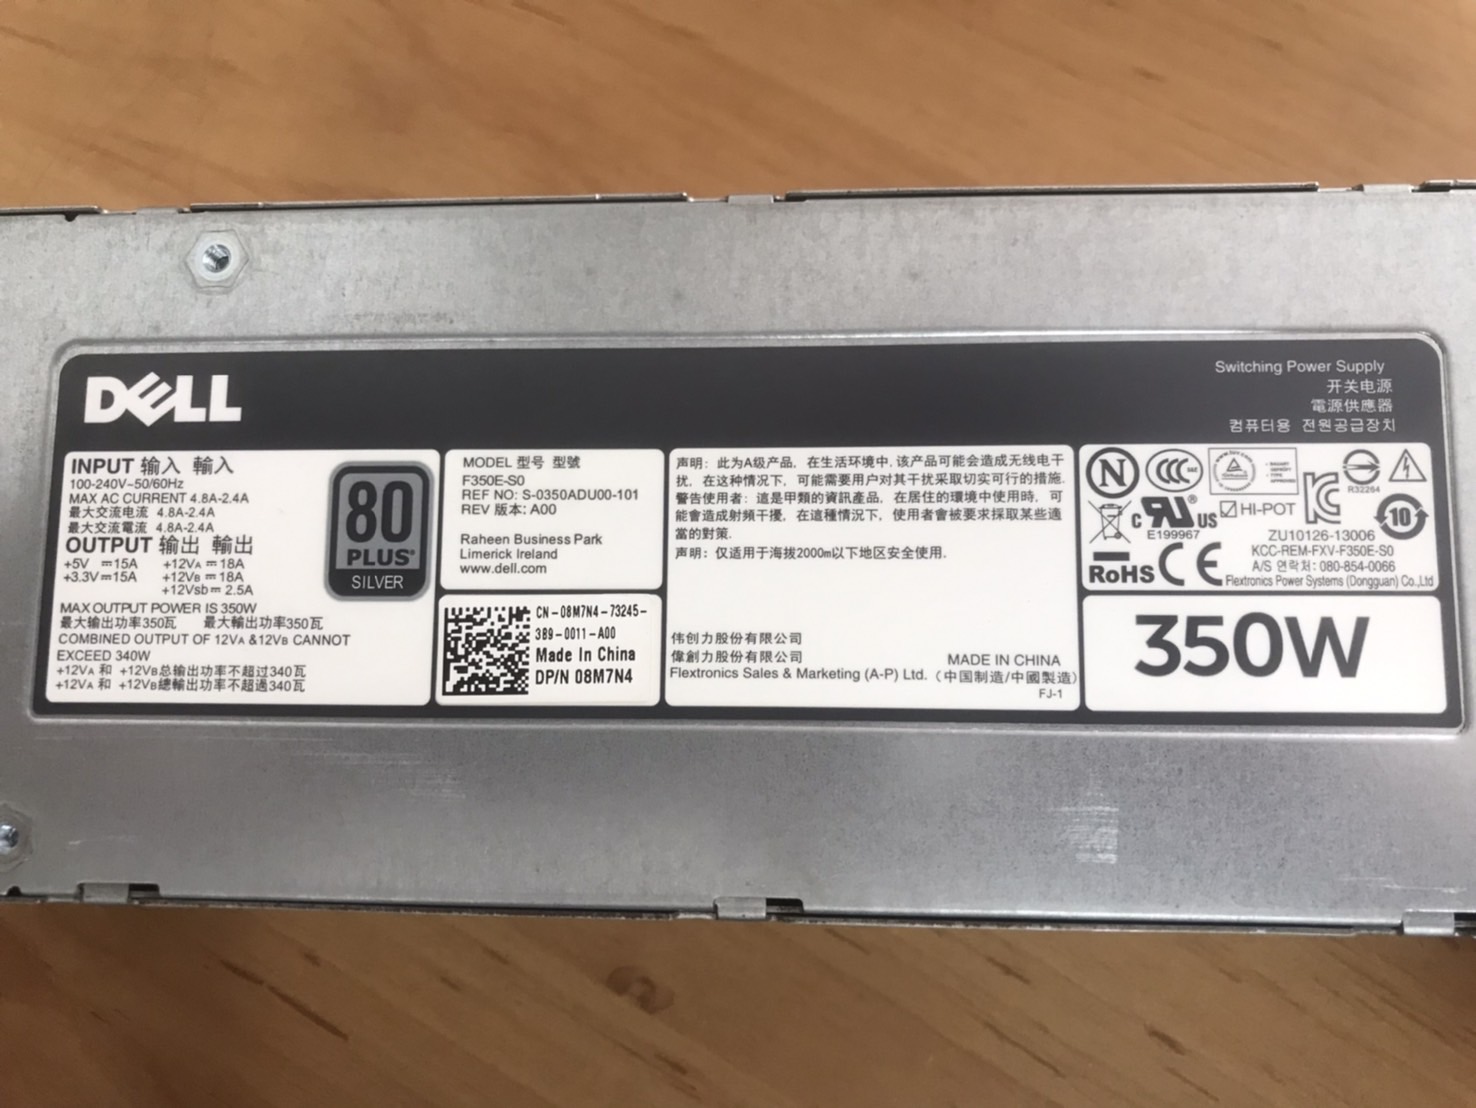 DELL
Switching Power Supply
开关电源
電源供應器
컴퓨터용 전원공급장치
INPUT 输入 輸入
100-240V~50/60Hz
MAX AC CURRENT 4.8A-2.4A
最大交流电流 4.8A-2.4A
最大交流電流 4.8A-2.4A
OUTPUT 输出 輸出
+5V ⎓15A +12VA ⎓18A
+3.3V⎓15A +12VB ⎓18A
+12Vsb⎓ 2.5A
MAX OUTPUT POWER IS 350W
最大输出功率350瓦 最大輸出功率350瓦
COMBINED OUTPUT OF 12VA &12VB CANNOT
EXCEED 340W
+12VA 和 +12VB总输出功率不超过340瓦
+12VA 和 +12VB總輸出功率不超過340瓦
80
PLUS®
SILVER
MODEL 型号 型號
F350E-S0
REF NO: S-0350ADU00-101
REV 版本: A00
Raheen Business Park
Limerick Ireland
www.dell.com
CN-08M7N4-73245-
3B9-0011-A00
Made In China
DP/N 08M7N4
声明: 此为A级产品, 在生活环境中, 该产品可能会造成无线电干
扰, 在这种情况下, 可能需要用户对其干扰采取切实可行的措施.
警告使用者: 這是甲類的資訊產品, 在居住的環境中使用時, 可
能會造成射頻干擾, 在這種情況下, 使用者會被要求採取某些適
當的對策.
声明: 仅适用于海拔2000m以下地区安全使用.
伟创力股份有限公司
偉創力股份有限公司
Flextronics Sales & Marketing (A-P) Ltd.
MADE IN CHINA
(中国制造/中國製造)
FJ-1
N
CCC
R32264
c UL® US
E199967
HI-POT
10
ZU10126-13006
KCC-REM-FXV-F350E-S0
A/S 연락처: 080-854-0066
Flextronics Power Systems (Dongguan) Co.,Ltd
RoHS CE
350W